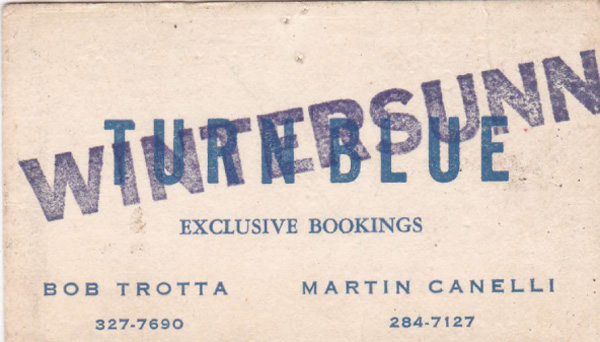 WINTERSUNN
TURN BLUE
EXCLUSIVE BOOKINGS
BOB TROTTA MARTIN CANELLI
327-7690 284-7127